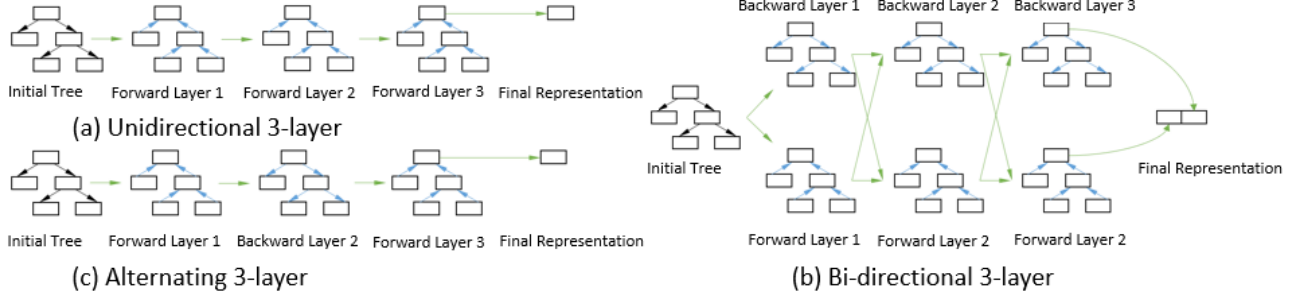 Initial Tree Forward Layer 1 Forward Layer 2 Forward Layer 3 Final Representation
(a) Unidirectional 3-layer
Initial Tree Forward Layer 1 Backward Layer 2 Forward Layer 3 Final Representation
(c) Alternating 3-layer
Backward Layer 1 Backward Layer 2 Backward Layer 3
Initial Tree
Final Representation
Forward Layer 1 Forward Layer 2 Forward Layer 2
(b) Bi-directional 3-layer